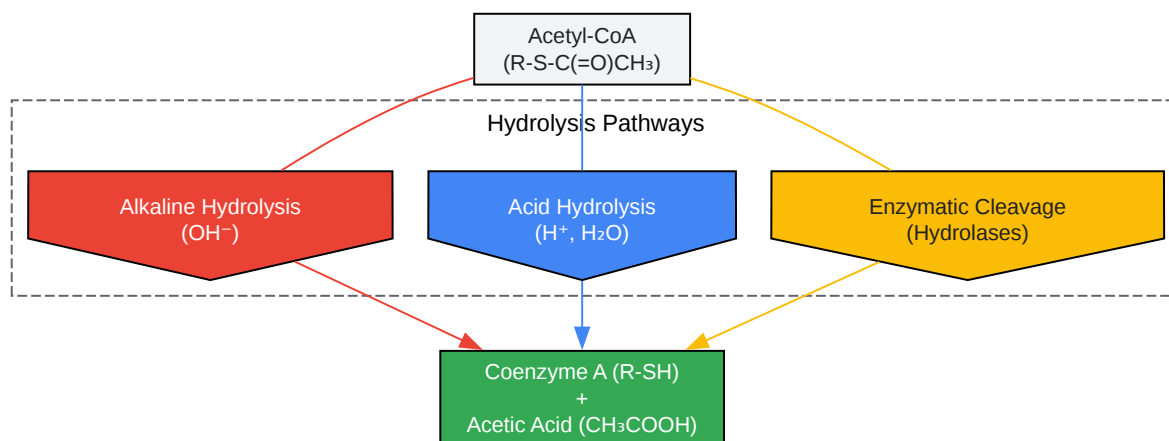 Acetyl-CoA
(R-S-C(=O)CH₃)
Hydrolysis Pathways
Alkaline Hydrolysis
(OH⁻)
Acid Hydrolysis
(H⁺, H₂O)
Enzymatic Cleavage
(Hydrolases)
Coenzyme A (R-SH)
+
Acetic Acid (CH₃COOH)